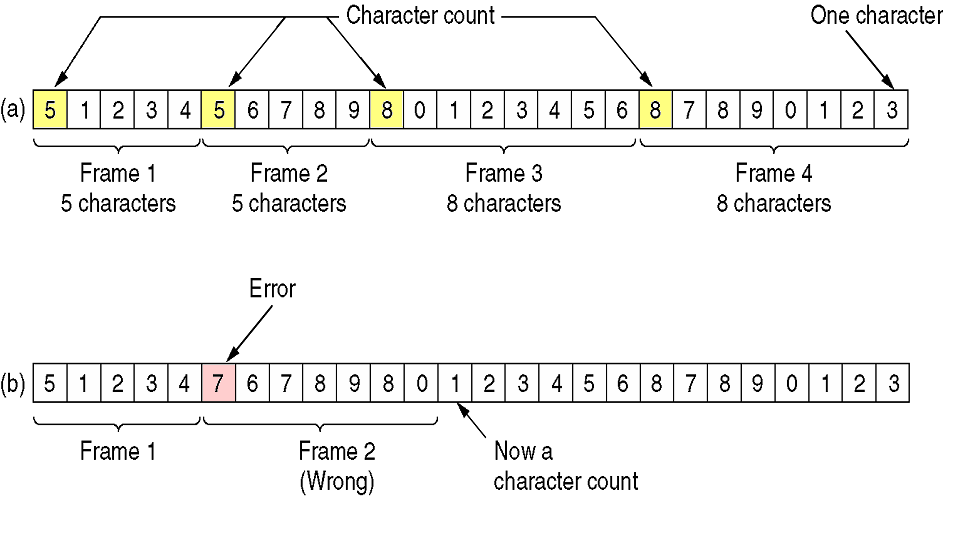 Character count
One character
(a) 5 1 2 3 4 5 6 7 8 9 8 0 1 2 3 4 5 6 8 7 8 9 0 1 2 3
Frame 1 Frame 2 Frame 3 Frame 4
5 characters 5 characters 8 characters 8 characters
Error
(b) 5 1 2 3 4 7 6 7 8 9 8 0 1 2 3 4 5 6 8 7 8 9 0 1 2 3
Frame 1 Frame 2 Now a
(Wrong) character count